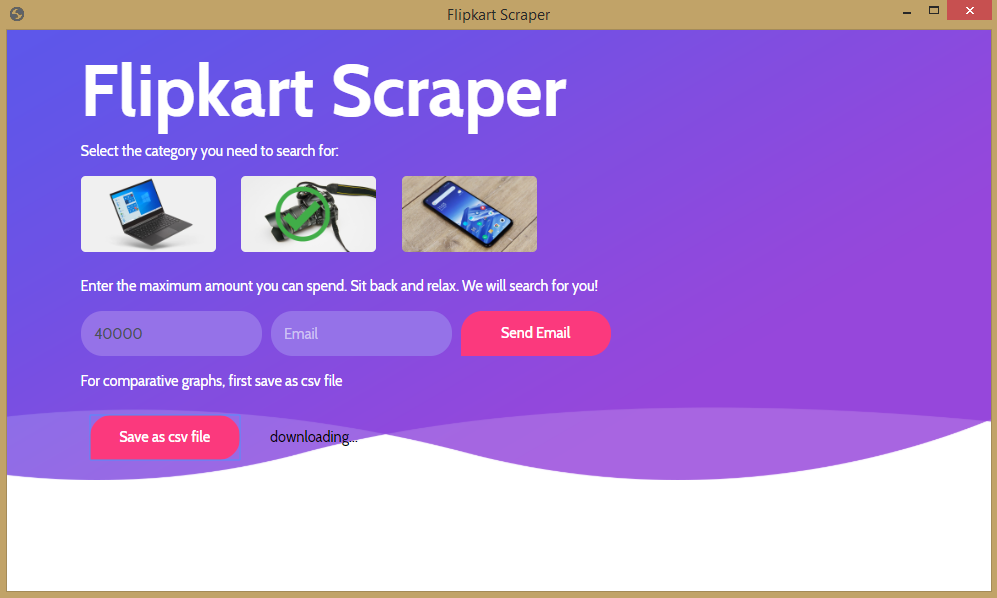 Flipkart Scraper
Flipkart Scraper
Select the category you need to search for:
Enter the maximum amount you can spend. Sit back and relax. We will search for you!
40000
Email
Send Email
For comparative graphs, first save as csv file
Save as csv file
downloading...